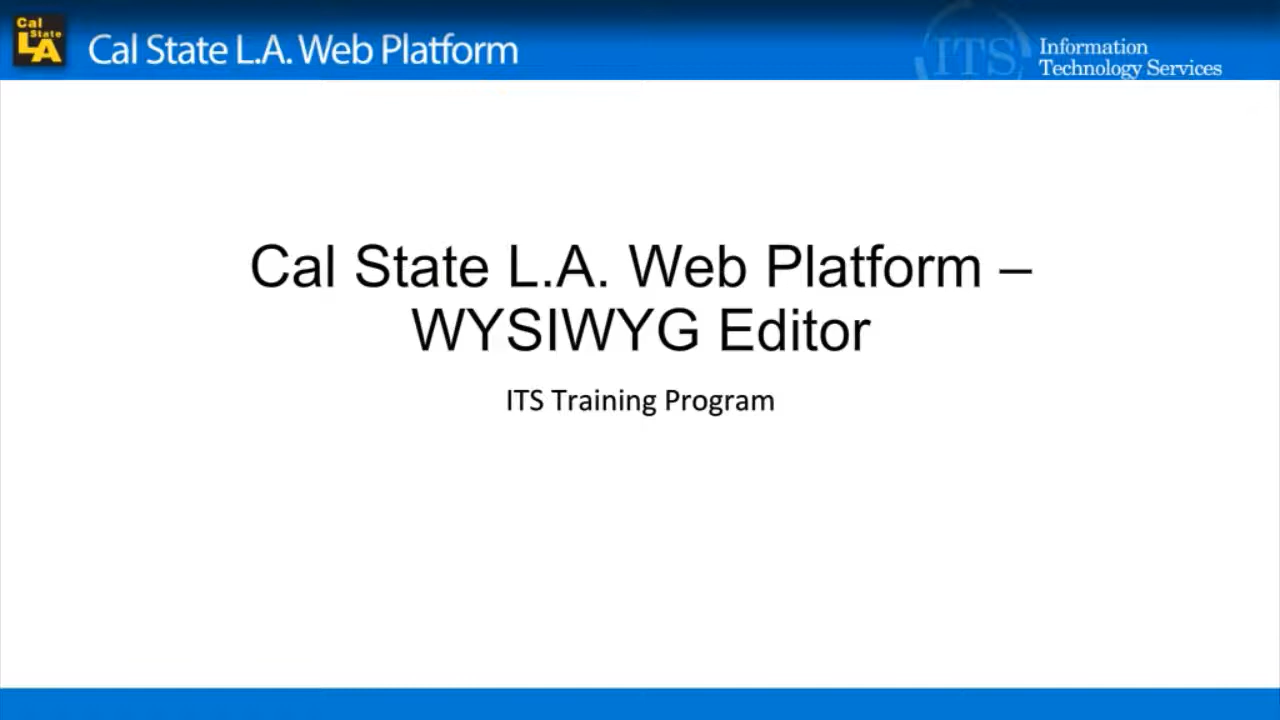 Cal
State
LA
Cal State L.A. Web Platform
ITS
Information
Technology Services
Cal State L.A. Web Platform –
WYSIWYG Editor
ITS Training Program